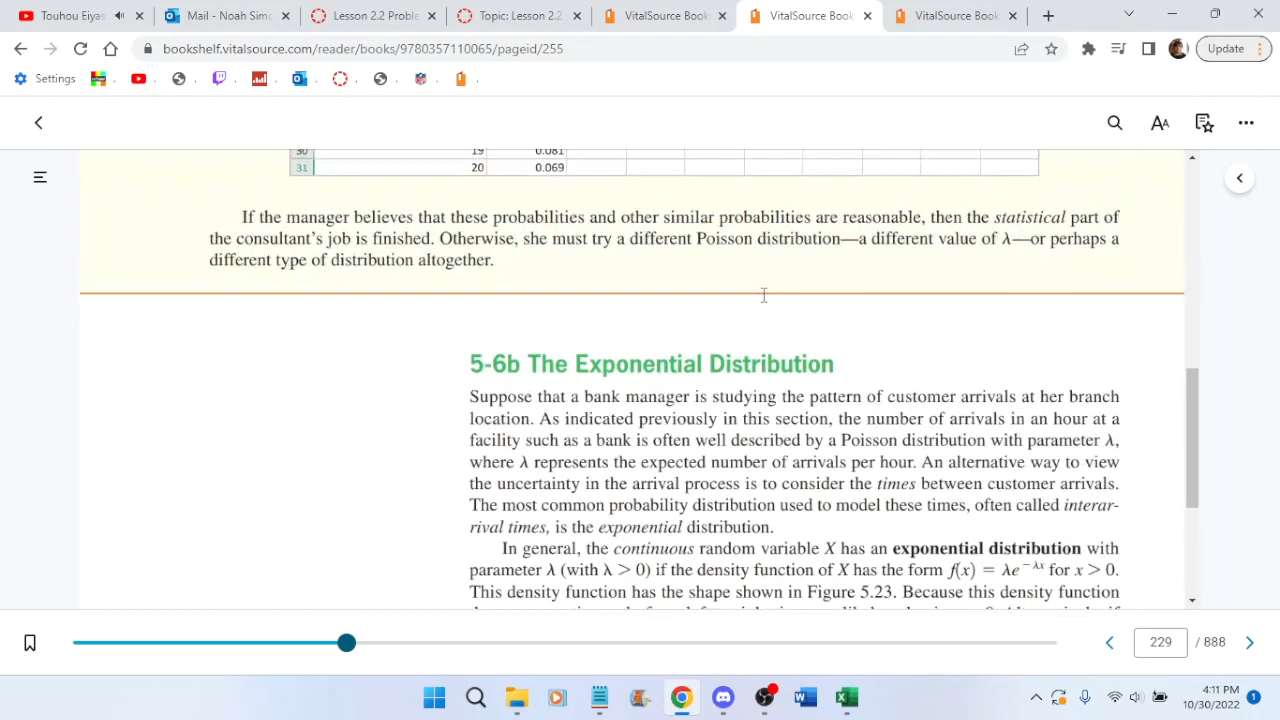 Touhou Eiyas
Mail - Noah Simo
Lesson 2.2 Proble
Topic: Lesson 2.2
VitalSource Book
VitalSource Book
VitalSource Book
bookshelf.vitalsource.com/reader/books/9780357110065/pageid/255
Update
Settings
30 19 0.081
31 20 0.069
If the manager believes that these probabilities and other similar probabilities are reasonable, then the statistical part of
the consultant's job is finished. Otherwise, she must try a different Poisson distribution—a different value of λ—or perhaps a
different type of distribution altogether.
5-6b The Exponential Distribution
Suppose that a bank manager is studying the pattern of customer arrivals at her branch
location. As indicated previously in this section, the number of arrivals in an hour at a
facility such as a bank is often well described by a Poisson distribution with parameter λ,
where λ represents the expected number of arrivals per hour. An alternative way to view
the uncertainty in the arrival process is to consider the times between customer arrivals.
The most common probability distribution used to model these times, often called interar-
rival times, is the exponential distribution.
In general, the continuous random variable X has an exponential distribution with
parameter λ (with λ > 0) if the density function of X has the form f(x) = λe^−λx for x > 0.
This density function has the shape shown in Figure 5.23. Because this density function
229 / 888
4:11 PM
10/30/2022
1